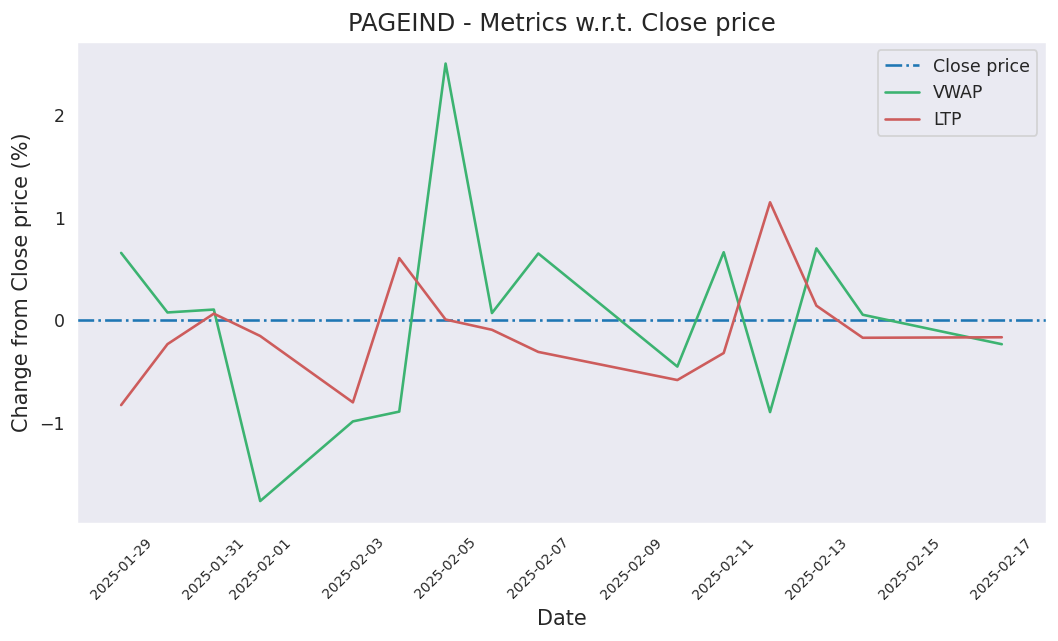 PAGEIND - Metrics w.r.t. Close price
Close price
VWAP
LTP
Change from Close price (%)
2
1
0
−1
2025-01-29
2025-01-31
2025-02-01
2025-02-03
2025-02-05
2025-02-07
2025-02-09
2025-02-11
2025-02-13
2025-02-15
2025-02-17
Date